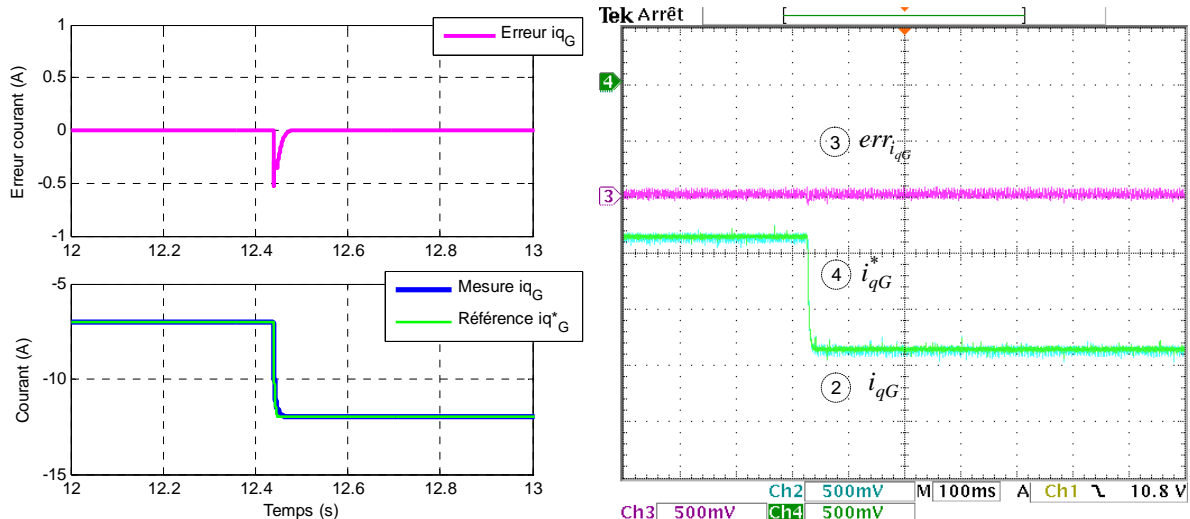 Erreur iqG
Erreur courant (A)
1
0.5
0
-0.5
-1
12
12.2
12.4
12.6
12.8
13
Mesure iqG
Référence iq*G
Courant (A)
-5
-10
-15
12
12.2
12.4
12.6
12.8
13
Temps (s)
Tek Arrêt
4
3 erriqG
3
4 i*qG
2 iqG
Ch2 500mV M 100ms A Ch1 10.8 V
Ch3 500mV Ch4 500mV